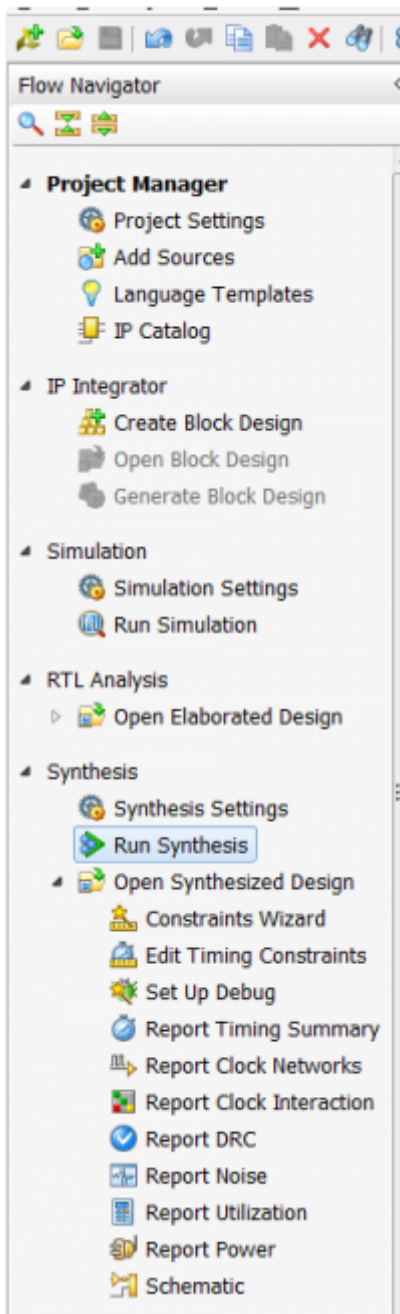 Flow Navigator
Project Manager
Project Settings
Add Sources
Language Templates
IP Catalog
IP Integrator
Create Block Design
Open Block Design
Generate Block Design
Simulation
Simulation Settings
Run Simulation
RTL Analysis
Open Elaborated Design
Synthesis
Synthesis Settings
Run Synthesis
Open Synthesized Design
Constraints Wizard
Edit Timing Constraints
Set Up Debug
Report Timing Summary
Report Clock Networks
Report Clock Interaction
Report DRC
Report Noise
Report Utilization
Report Power
Schematic